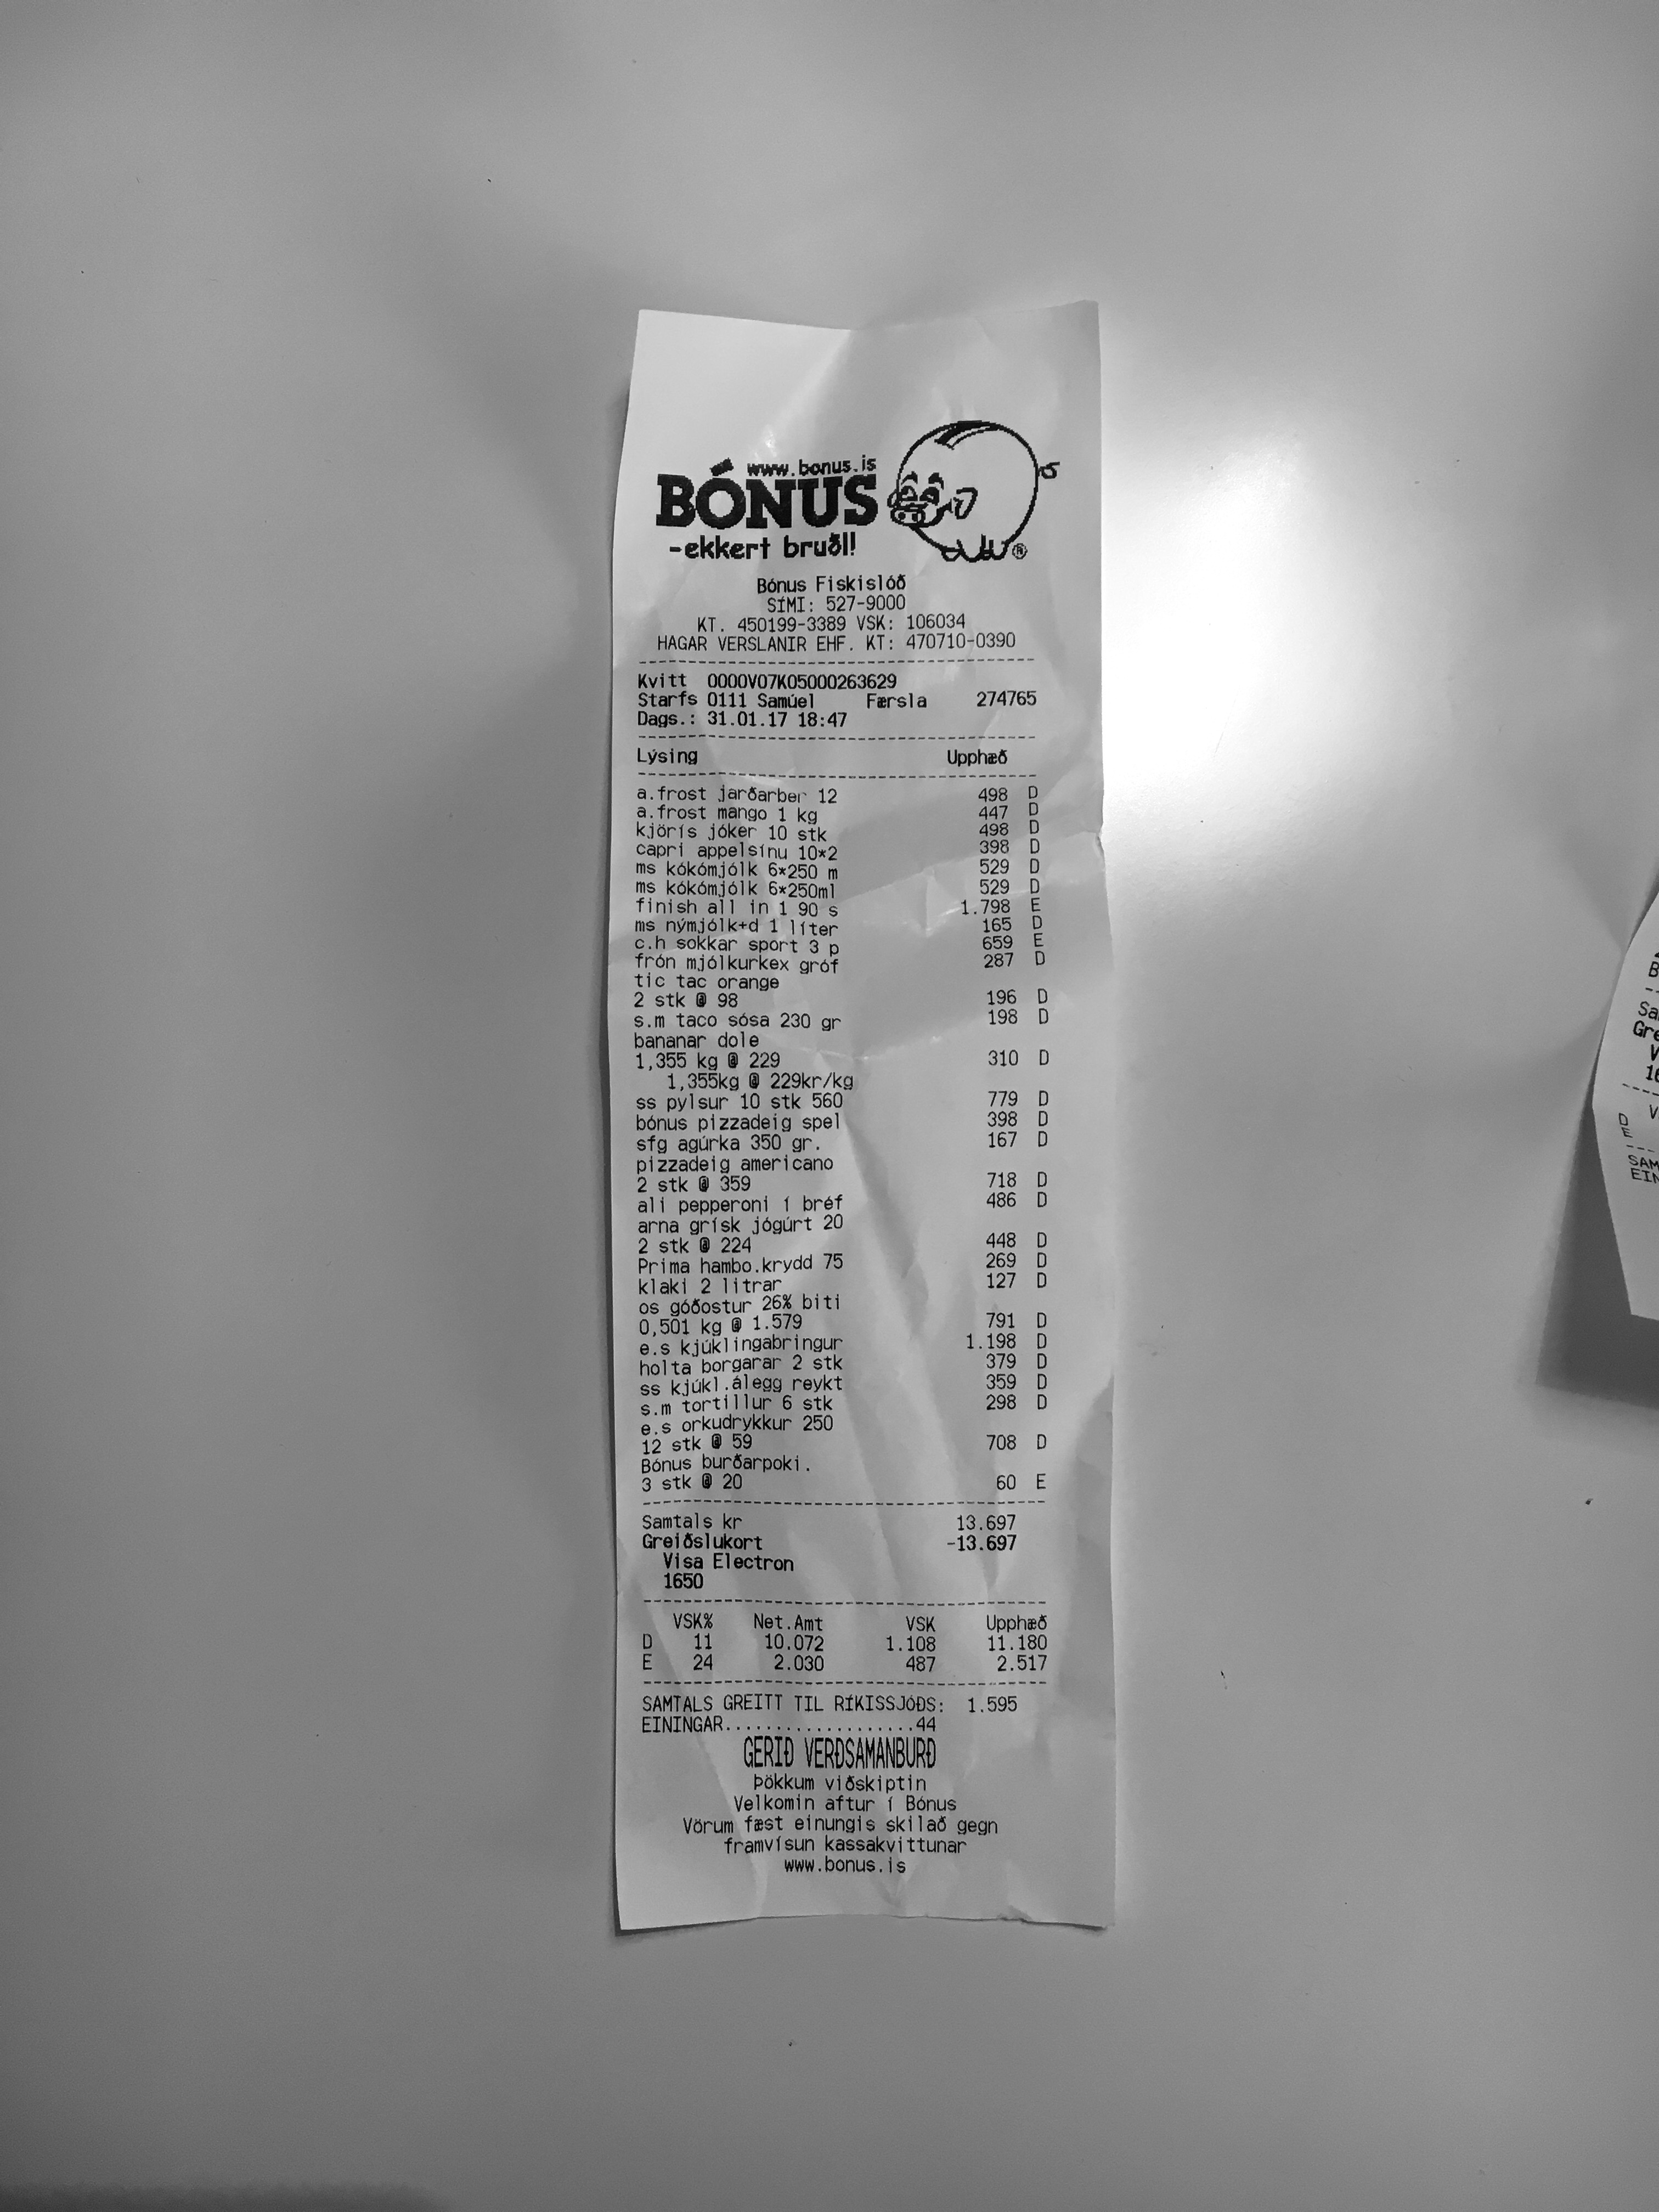 www.bonus.is
BÓNUS
-ekkert bruðl!
®
Bónus Fiskislóð
SÍMI: 527-9000
KT. 450199-3389 VSK: 106034
HAGAR VERSLANIR EHF. KT: 470710-0390
Kvitt 0000V07K05000263629
Starfs 0111 Samúel Færsla 274765
Dags.: 31.01.17 18:47
Lýsing Upphæð
a.frost jarðarber 12 498 D
a.frost mango 1 kg 447 D
kjörís jóker 10 stk 498 D
capri appelsínu 10*2 398 D
ms kókómjólk 6*250 m 529 D
ms kókómjólk 6*250ml 529 D
finish all in 1 90 s 1.798 E
ms nýmjólk+d 1 líter 165 D
c.h sokkar sport 3 p 659 E
frón mjólkurkex gróf 287 D
tic tac orange
2 stk @ 98 196 D
s.m taco sósa 230 gr 198 D
bananar dole
1,355 kg @ 229 310 D
1,355kg @ 229kr/kg
ss pylsur 10 stk 560 779 D
bónus pizzadeig spel 398 D
sfg agúrka 350 gr. 167 D
pizzadeig americano
2 stk @ 359 718 D
ali pepperoni í bréf 486 D
arna grísk jógúrt 20
2 stk @ 224 448 D
Prima hambo.krydd 75 269 D
klaki 2 litrar 127 D
os góðostur 26% biti
0,501 kg @ 1.579 791 D
e.s kjúklingabringur 1.198 D
holta borgarar 2 stk 379 D
ss kjúkl.álegg reykt 359 D
s.m tortillur 6 stk 298 D
e.s orkudrykkur 250
12 stk @ 59 708 D
Bónus burðarpoki.
3 stk @ 20 60 E
Samtals kr 13.697
Greiðslukort -13.697
Visa Electron
1650
VSK% Net.Amt VSK Upphæð
D 11 10.072 1.108 11.180
E 24 2.030 487 2.517
SAMTALS GREITT TIL RÍKISSJÓÐS: 1.595
EININGAR...................44
GERIÐ VERÐSAMANBURÐ
Þökkum viðskiptin
Velkomin aftur í Bónus
Vörum fæst einungis skilað gegn
framvísun kassakvittunar
www.bonus.is